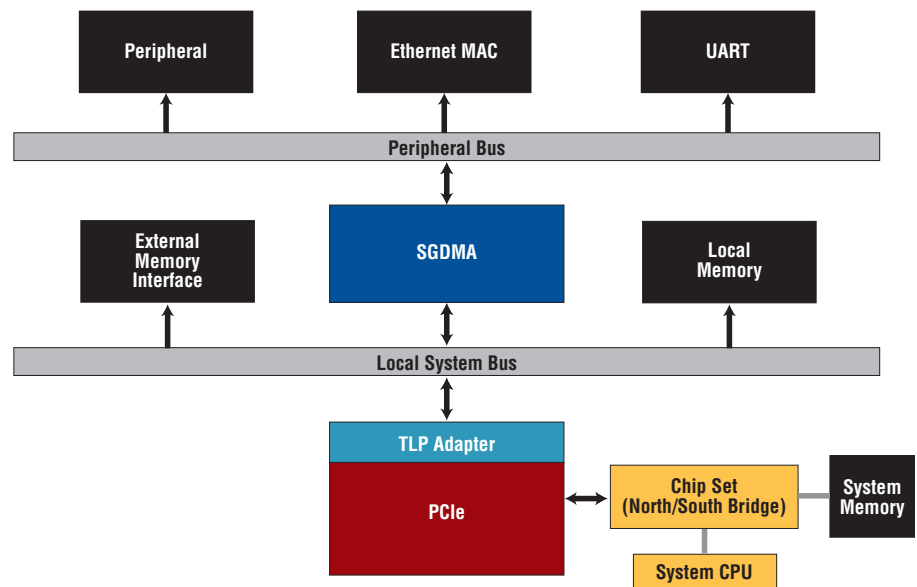 Peripheral
Ethernet MAC
UART
Peripheral Bus
External
Memory
Interface
SGDMA
Local
Memory
Local System Bus
TLP Adapter
PCIe
Chip Set
(North/South Bridge)
System
Memory
System CPU